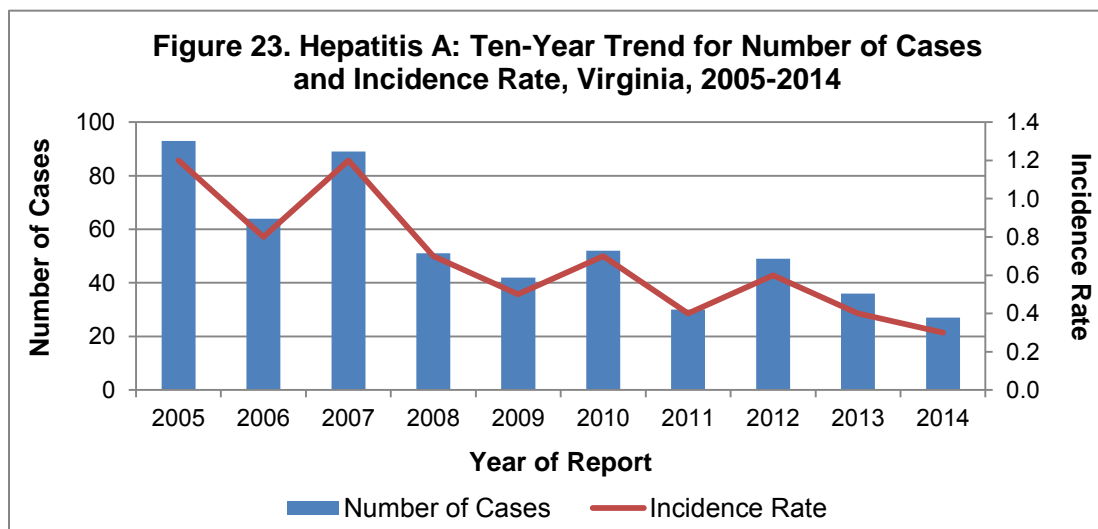 Figure 23. Hepatitis A: Ten-Year Trend for Number of Cases
and Incidence Rate, Virginia, 2005-2014
Number of Cases
100
80
60
40
20
0
1.4
1.2
1.0
0.8
0.6
0.4
0.2
0.0
Incidence Rate
2005 2006 2007 2008 2009 2010 2011 2012 2013 2014
Year of Report
Number of Cases Incidence Rate